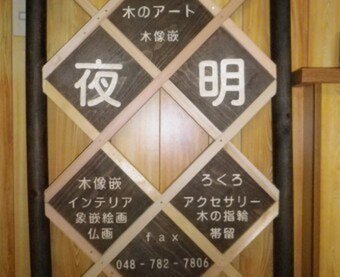 木のアート
木像嵌
夜明
木像嵌
インテリア
象嵌絵画
仏画
ろくろ
アクセサリー
木の指輪
帯留
fax
048-782-7806